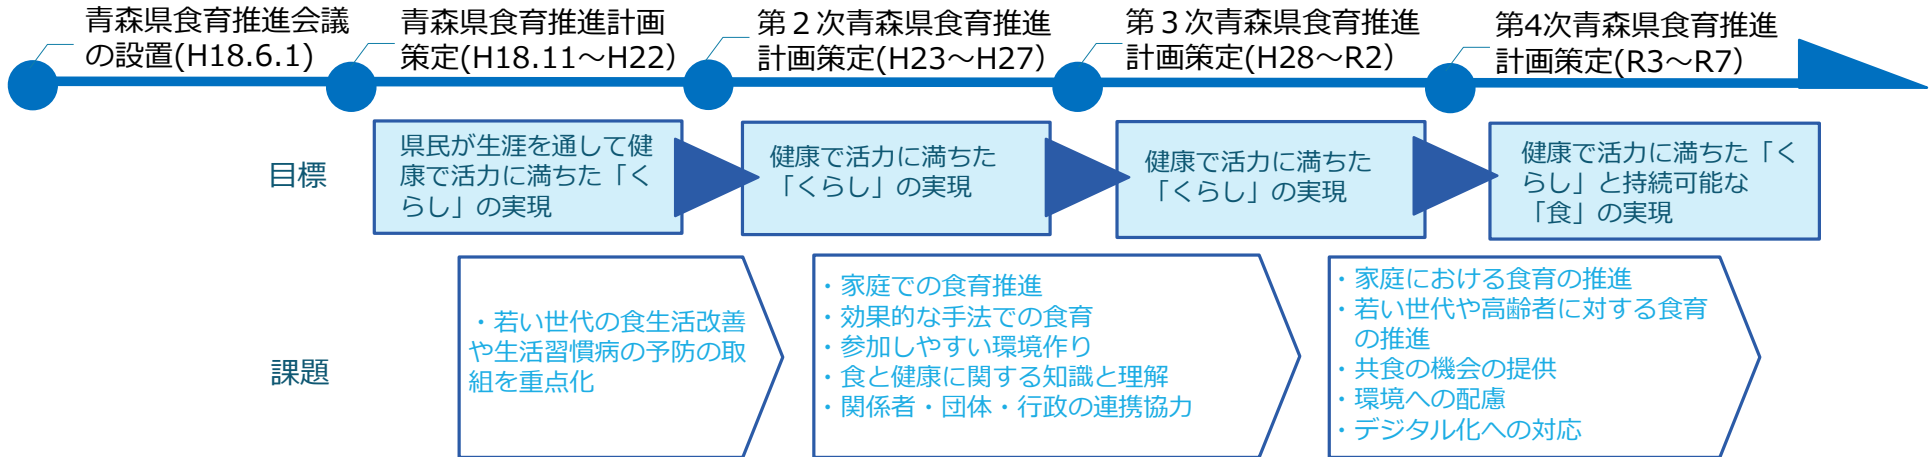 青森県食育推進会議
の設置(H18.6.1)
青森県食育推進計画
策定(H18.11～H22)
第２次青森県食育推進
計画策定(H23～H27)
第３次青森県食育推進
計画策定(H28～R2)
第4次青森県食育推進
計画策定(R3～R7)
目標
県民が生涯を通して健
康で活力に満ちた「く
らし」の実現
健康で活力に満ちた
「くらし」の実現
健康で活力に満ちた
「くらし」の実現
健康で活力に満ちた「く
らし」と持続可能な
「食」の実現
課題
・若い世代の食生活改善
や生活習慣病の予防の取
組を重点化
・家庭での食育推進
・効果的な手法での食育
・参加しやすい環境作り
・食と健康に関する知識と理解
・関係者・団体・行政の連携協力
・家庭における食育の推進
・若い世代や高齢者に対する食育
の推進
・共食の機会の提供
・環境への配慮
・デジタル化への対応